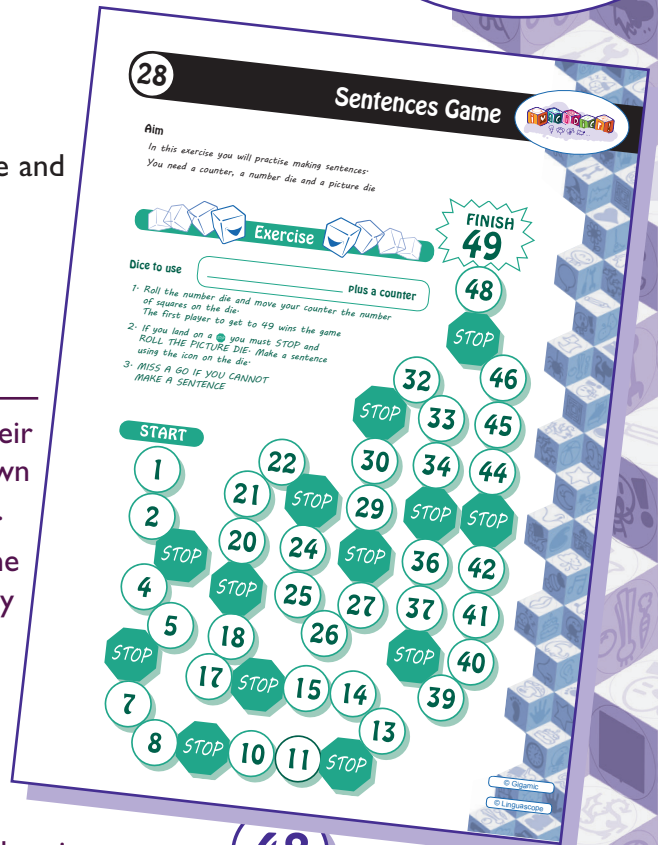 e and
eir
wn
.
ne
y
28
Sentences Game
Aim
In this exercise you will practise making sentences.
You need a counter, a number die and a picture die
Exercise
Dice to use
Plus a counter
1. Roll the number die and move your counter the number
of squares on the die.
The first player to get to 49 wins the game
2. If you land on a you must STOP and
ROLL THE PICTURE DIE. Make a sentence
using the icon on the die.
3. MISS A GO IF YOU CANNOT
MAKE A SENTENCE
START
1
2
STOP
4
5
STOP
7
8
STOP
10
11
STOP
13
14
15
STOP
17
18
STOP
20
21
22
STOP
24
25
26
27
STOP
29
30
STOP
32
33
34
STOP
36
37
STOP
39
40
41
42
STOP
44
45
46
STOP
48
FINISH
49
© Gigamic
© Linguascope